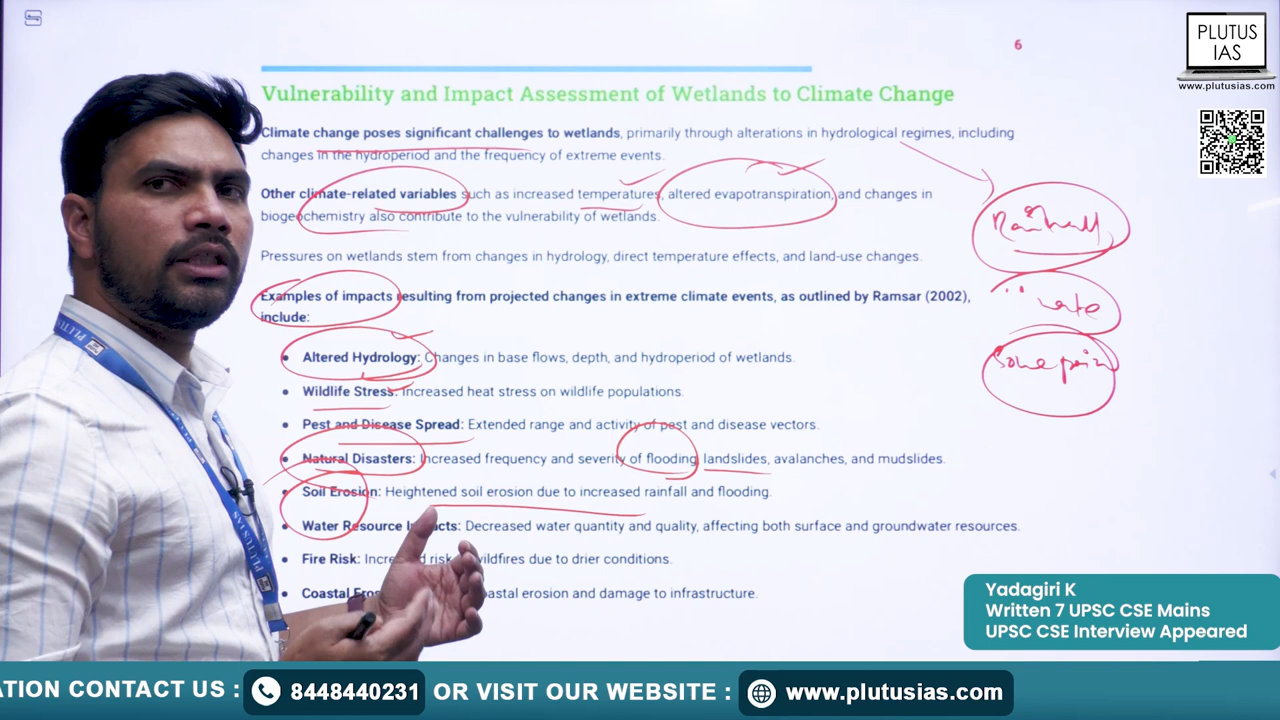 6
PLUTUS
IAS
www.plutusias.com
Vulnerability and Impact Assessment of Wetlands to Climate Change
Climate change poses significant challenges to wetlands, primarily through alterations in hydrological regimes, including
changes in the hydroperiod and the frequency of extreme events.
Other climate-related variables such as increased temperatures, altered evapotranspiration, and changes in
biogeochemistry also contribute to the vulnerability of wetlands.
Rainfall
Pressures on wetlands stem from changes in hydrology, direct temperature effects, and land-use changes.
Examples of impacts resulting from projected changes in extreme climate events, as outlined by Ramsar (2002),
include:
• Altered Hydrology: Changes in base flows, depth, and hydroperiod of wetlands.
• Wildlife Stress: Increased heat stress on wildlife populations.
• Pest and Disease Spread: Extended range and activity of pest and disease vectors.
• Natural Disasters: Increased frequency and severity of flooding, landslides, avalanches, and mudslides.
• Soil Erosion: Heightened soil erosion due to increased rainfall and flooding.
• Water Resource Impacts: Decreased water quantity and quality, affecting both surface and groundwater resources.
• Fire Risk: Increased risk wildfires due to drier conditions.
• Coastal coastal erosion and damage to infrastructure.
Yadagiri K
Written 7 UPSC CSE Mains
UPSC CSE Interview Appeared
ATION CONTACT US : 8448440231 OR VISIT OUR WEBSITE : www.plutusias.com